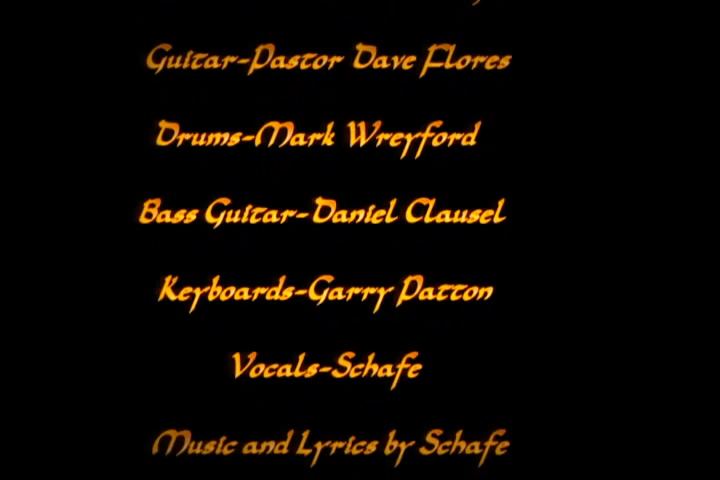 Guitar-Pastor Dave Flores
Drums-Mark Wreyford
Bass Guitar-Daniel Clausel
Keyboards-Garry Patton
Vocals-Schafe
Music and Lyrics by Schafe